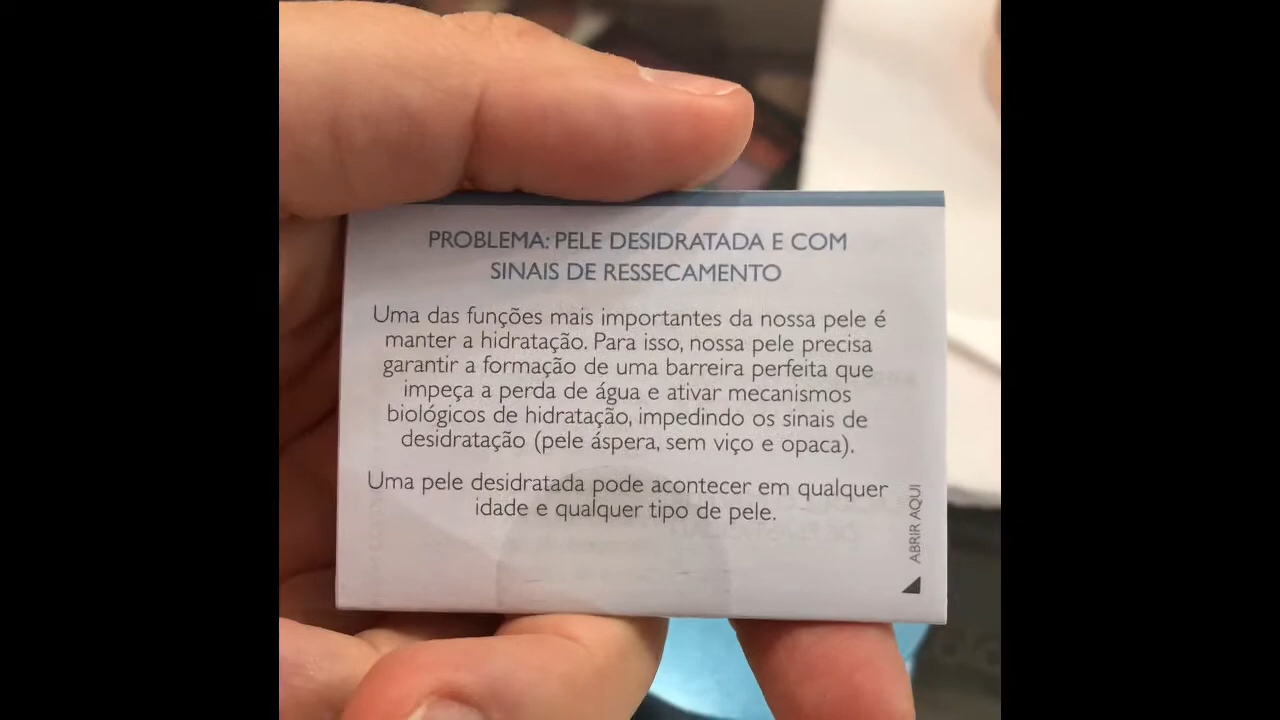 PROBLEMA: PELE DESIDRATADA E COM
SINAIS DE RESSECAMENTO
Uma das funções mais importantes da nossa pele é
manter a hidratação. Para isso, nossa pele precisa
garantir a formação de uma barreira perfeita que
impeça a perda de água e ativar mecanismos
biológicos de hidratação, impedindo os sinais de
desidratação (pele áspera, sem viço e opaca).
Uma pele desidratada pode acontecer em qualquer
idade e qualquer tipo de pele.
ABRIR AQUI